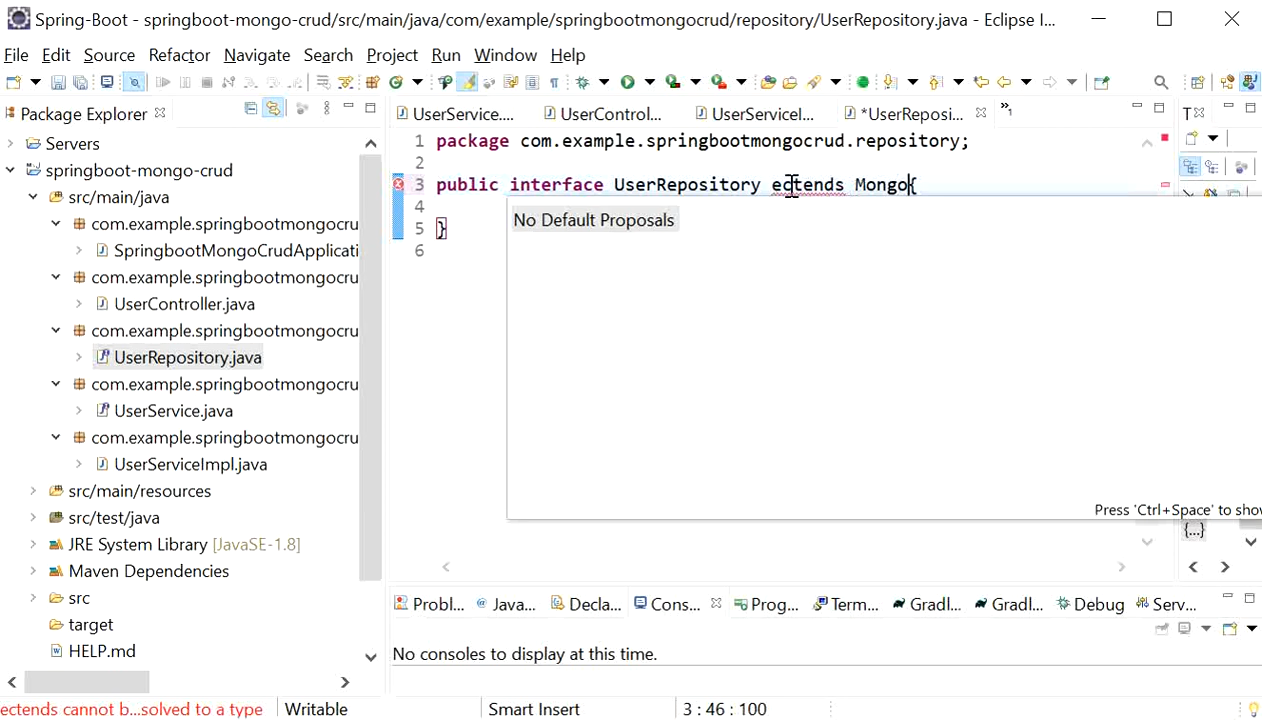 Spring-Boot - springboot-mongo-crud/src/main/java/com/example/springbootmongocrud/repository/UserRepository.java - Eclipse I...
File Edit Source Refactor Navigate Search Project Run Window Help
Package Explorer
UserService.... UserControl... UserServiceI... *UserReposi... »1
T
Servers
springboot-mongo-crud
src/main/java
com.example.springbootmongocru
SpringbootMongoCrudApplicati
com.example.springbootmongocru
UserController.java
com.example.springbootmongocru
UserRepository.java
com.example.springbootmongocru
UserService.java
com.example.springbootmongocru
UserServiceImpl.java
src/main/resources
src/test/java
JRE System Library [JavaSE-1.8]
Maven Dependencies
src
target
HELP.md
1 package com.example.springbootmongocrud.repository;
2
3 public interface UserRepository ectends Mongo{
4
5 }
6
No Default Proposals
Press 'Ctrl+Space' to show
{...}
Probl... Java... Decla... Cons... Prog... Term... Gradl... Gradl... Debug Serv...
No consoles to display at this time.
ectends cannot b...solved to a type Writable Smart Insert 3 : 46 : 100